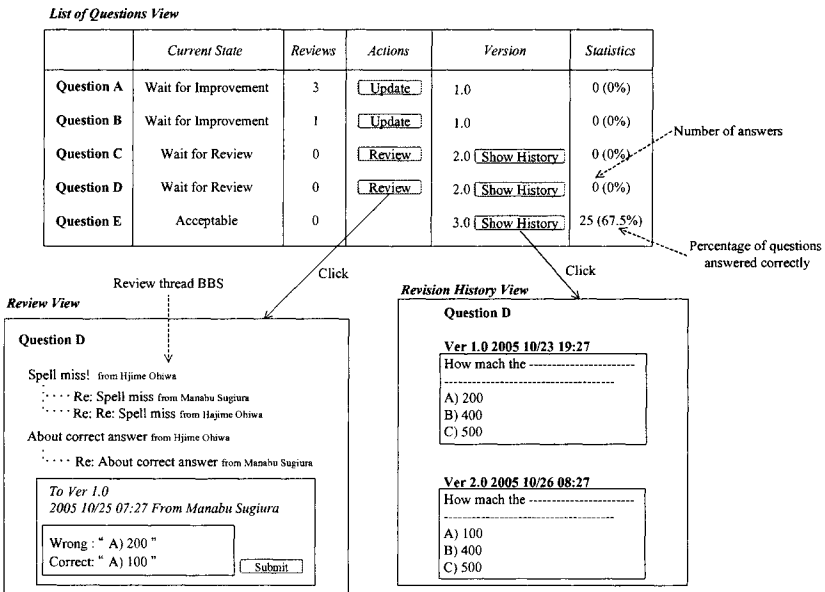 List of Questions View
Current State Reviews Actions Version Statistics
Question A Wait for Improvement 3 Update 1.0 0 (0%)
Question B Wait for Improvement 1 Update 1.0 0 (0%)
Question C Wait for Review 0 Review 2.0 Show History 0 (0%)
Question D Wait for Review 0 Review 2.0 Show History 0 (0%)
Question E Acceptable 0 3.0 Show History 25 (67.5%)
Number of answers
Percentage of questions
answered correctly
Click
Click
Review thread BBS
Review View
Question D
Spell miss! from Hjime Ohiwa
Re: Spell miss from Manabu Sugiura
Re: Re: Spell miss from Hajime Ohiwa
About correct answer from Hjime Ohiwa
Re: About correct answer from Manabu Sugiura
To Ver 1.0
2005 10/25 07:27 From Manabu Sugiura
Wrong : “ A) 200 ”
Correct: “ A) 100 ”
Submit
Revision History View
Question D
Ver 1.0 2005 10/23 19:27
How mach the --------------------
--------------------------------
A) 200
B) 400
C) 500
Ver 2.0 2005 10/26 08:27
How mach the --------------------
--------------------------------
A) 100
B) 400
C) 500